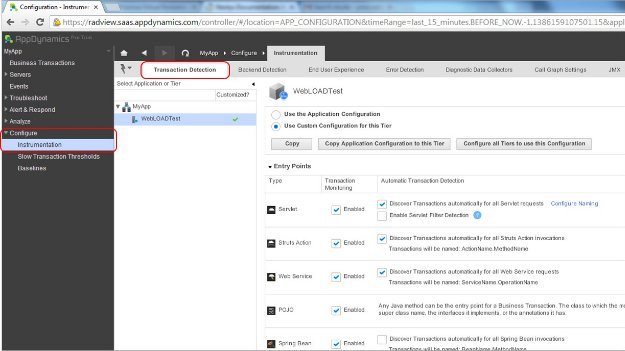 Configuration - Instrume
https://radview.saas.appdynamics.com/controller/#/location=APP_CONFIGURATION&timeRange=last_15_minutes.BEFORE_NOW.-1.1386159107501.15&appl
AppDynamics Pro Trial
MyApp
Business Transactions
Servers
Events
Troubleshoot
Alert & Respond
Analyze
Configure
Instrumentation
Slow Transaction Thresholds
Baselines
MyApp Configure Instrumentation
Transaction Detection Backend Detection End User Experience Error Detection Diagnostic Data Collectors Call Graph Settings JMX
Select Application or Tier
Customized?
MyApp
WebLOADTest
WebLOADTest
Use the Application Configuration
Use Custom Configuration for this Tier
Copy Copy Application Configuration to this Tier Configure all Tiers to use this Configuration
Entry Points
Type Transaction Monitoring Automatic Transaction Detection
Servlet Enabled Discover Transactions automatically for all Servlet requests Configure Naming
Enable Servlet Filter Detection ?
Struts Action Enabled Discover Transactions automatically for all Struts Action invocations
Transactions will be named: ActionName.MethodName
Web Service Enabled Discover Transactions automatically for all Web Service requests
Transactions will be named: ServiceName.OperationName
POJO Enabled Any Java method can be the entry point for a Business Transaction. The class to which the m
super class name, the interfaces it implements, or the annotations it has.
Spring Bean Enabled Discover Transactions automatically for all Spring Bean invocations
Transactions will be named: BeanName.MethodName